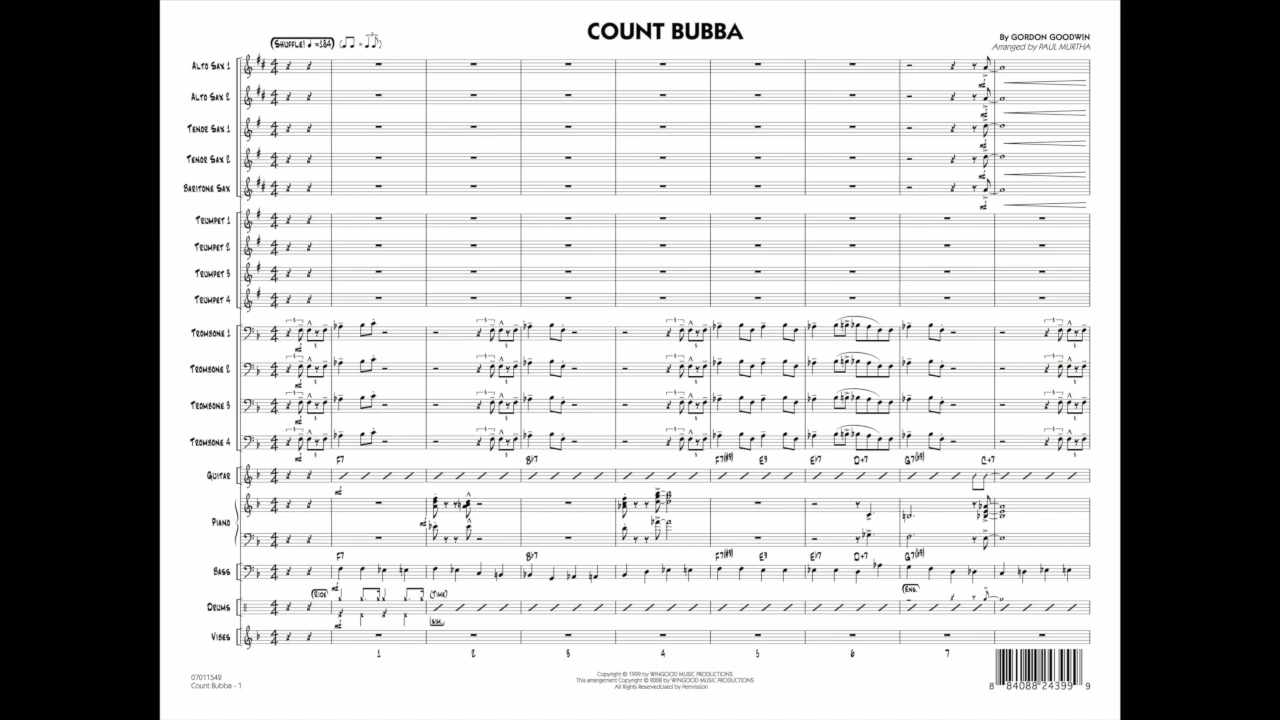 COUNT BUBBA
By GORDON GOODWIN
Arranged by PAUL MURTHA
(SHUFFLE! ♩=184)
ALTO SAX 1
ALTO SAX 2
TENOR SAX 1
TENOR SAX 2
BARITONE SAX
TRUMPET 1
TRUMPET 2
TRUMPET 3
TRUMPET 4
TROMBONE 1
TROMBONE 2
TROMBONE 3
TROMBONE 4
F7 B♭7 F7(#9) E9 E♭7 D+7 G7(♭9) C+7
GUITAR
PIANO
F7 B♭7 F7(#9) E9 E♭7 D+7 G7(♭9)
BASS
RIDE (TIME) ENS.
DRUMS
SIM.
VIBES
1 2 3 4 5 6 7
07011542
Count Bubba - 1
Copyright © 1999 by WINGOOD MUSIC PRODUCTIONS
This arrangement Copyright © 2008 by WINGOOD MUSIC PRODUCTIONS
All Rights ReservedUsed by Permission
8 84088 24399 9